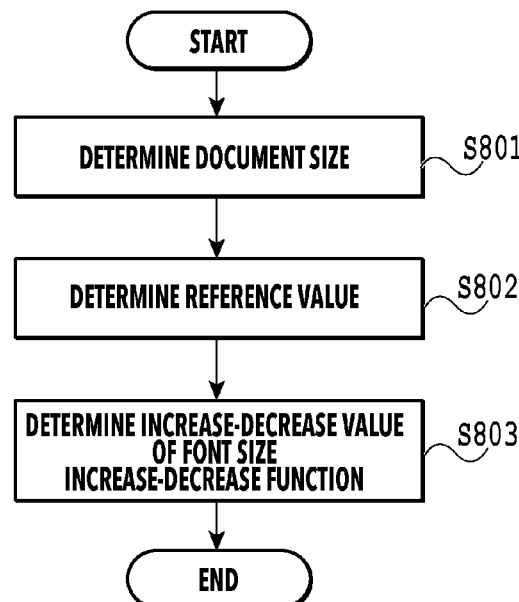 START
DETERMINE DOCUMENT SIZE
S801
DETERMINE REFERENCE VALUE
S802
DETERMINE INCREASE-DECREASE VALUE
OF FONT SIZE
INCREASE-DECREASE FUNCTION
S803
END